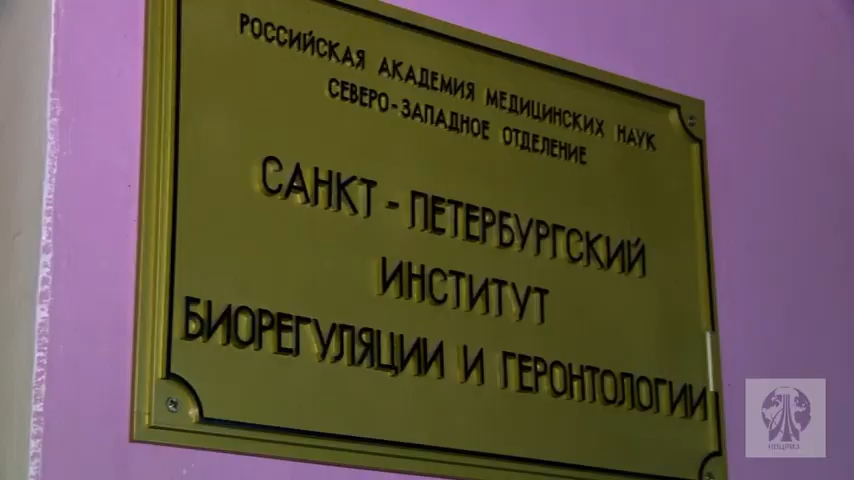 РОССИЙСКАЯ АКАДЕМИЯ МЕДИЦИНСКИХ НАУК
СЕВЕРО-ЗАПАДНОЕ ОТДЕЛЕНИЕ
САНКТ - ПЕТЕРБУРГСКИЙ
ИНСТИТУТ
БИОРЕГУЛЯЦИИ И ГЕРОНТОЛОГИИ